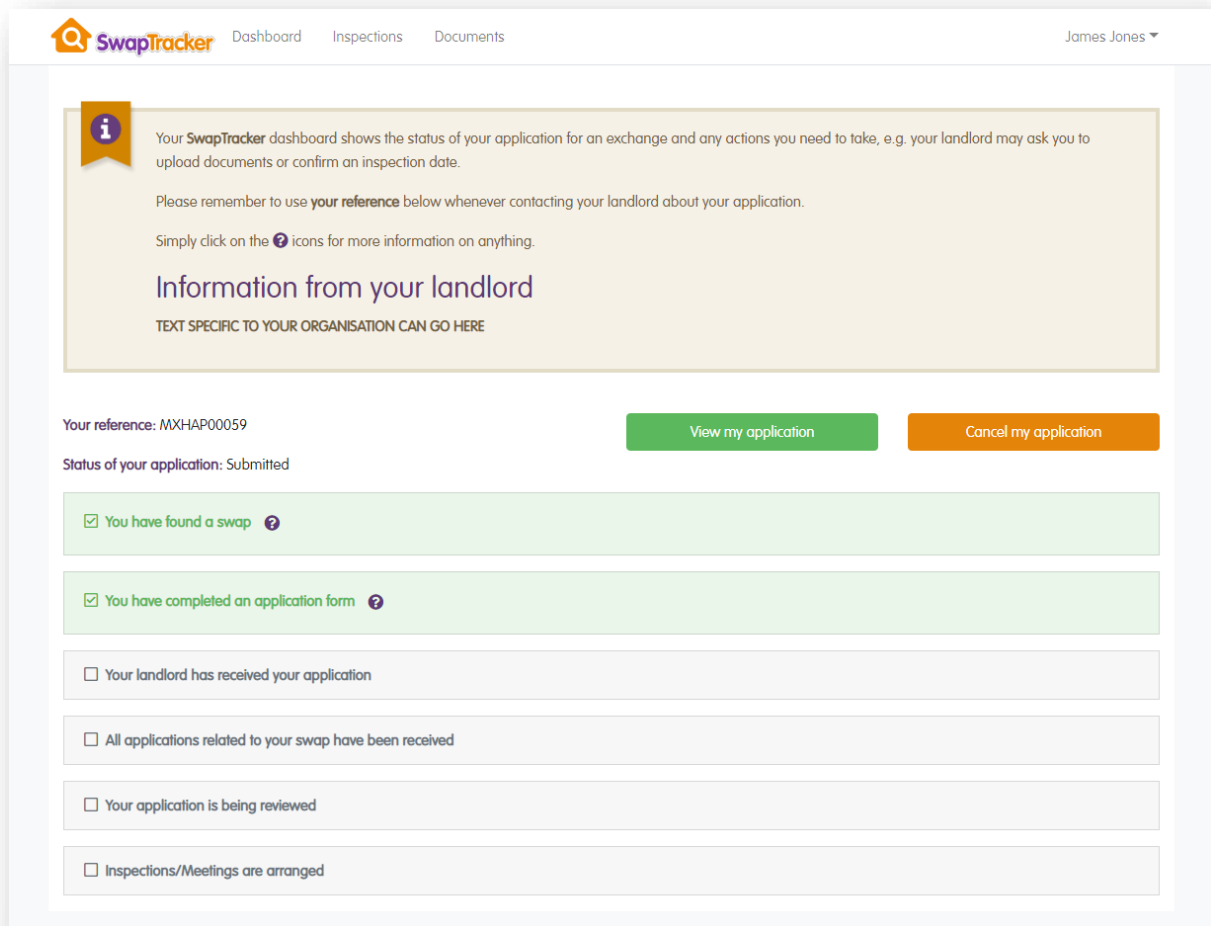 SwapTracker Dashboard Inspections Documents James Jones
Your SwapTracker dashboard shows the status of your application for an exchange and any actions you need to take, e.g. your landlord may ask you to
upload documents or confirm an inspection date.
Please remember to use your reference below whenever contacting your landlord about your application.
Simply click on the ? icons for more information on anything.
Information from your landlord
TEXT SPECIFIC TO YOUR ORGANISATION CAN GO HERE
Your reference: MXHAP00059
View my application
Cancel my application
Status of your application: Submitted
You have found a swap ?
You have completed an application form ?
Your landlord has received your application
All applications related to your swap have been received
Your application is being reviewed
Inspections/Meetings are arranged